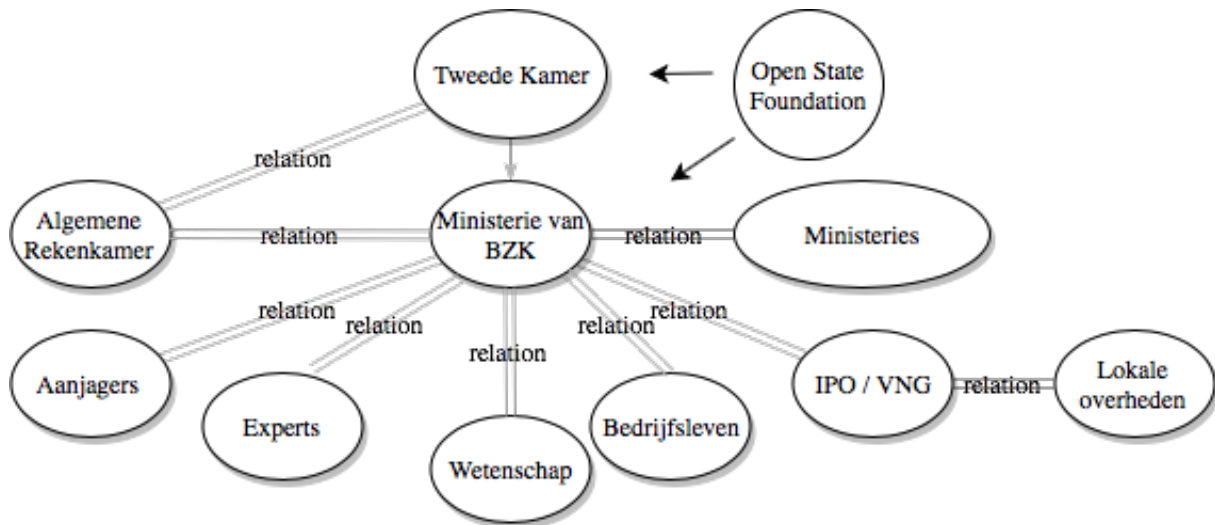 Tweede Kamer
Open State
Foundation
relation
Algemene
Rekenkamer
relation
Ministerie van
BZK
relation
Ministeries
relation
relation
relation
relation
relation
Aanjagers
Experts
Wetenschap
Bedrijfsleven
IPO / VNG
relation
Lokale
overheden